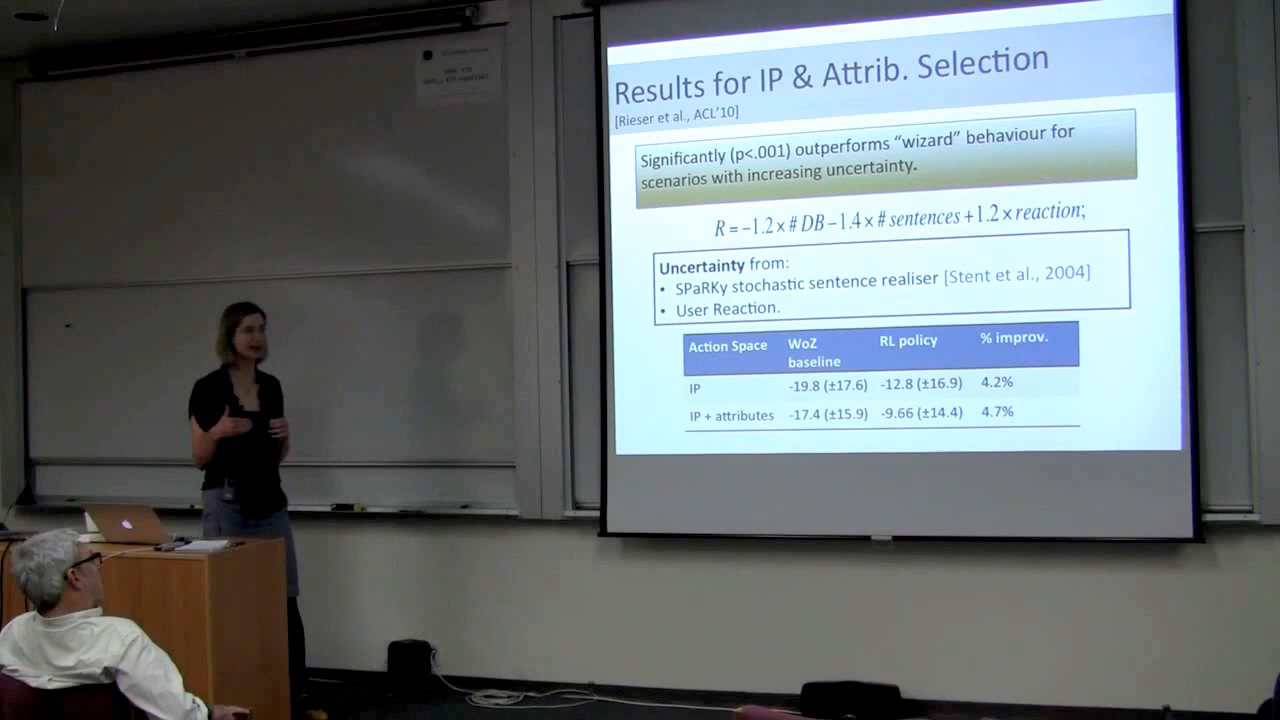 Results for IP & Attrib. Selection
[Rieser et al., ACL'10]
Significantly (p<.001) outperforms "wizard" behaviour for
scenarios with increasing uncertainty.
R = -1.2 × # DB - 1.4 × # sentences + 1.2 × reaction;
Uncertainty from:
• SPaRKy stochastic sentence realiser [Stent et al., 2004]
• User Reaction.
Action Space WoZ baseline RL policy % improv.
IP -19.8 (±17.6) -12.8 (±16.9) 4.2%
IP + attributes -17.4 (±15.9) -9.66 (±14.4) 4.7%